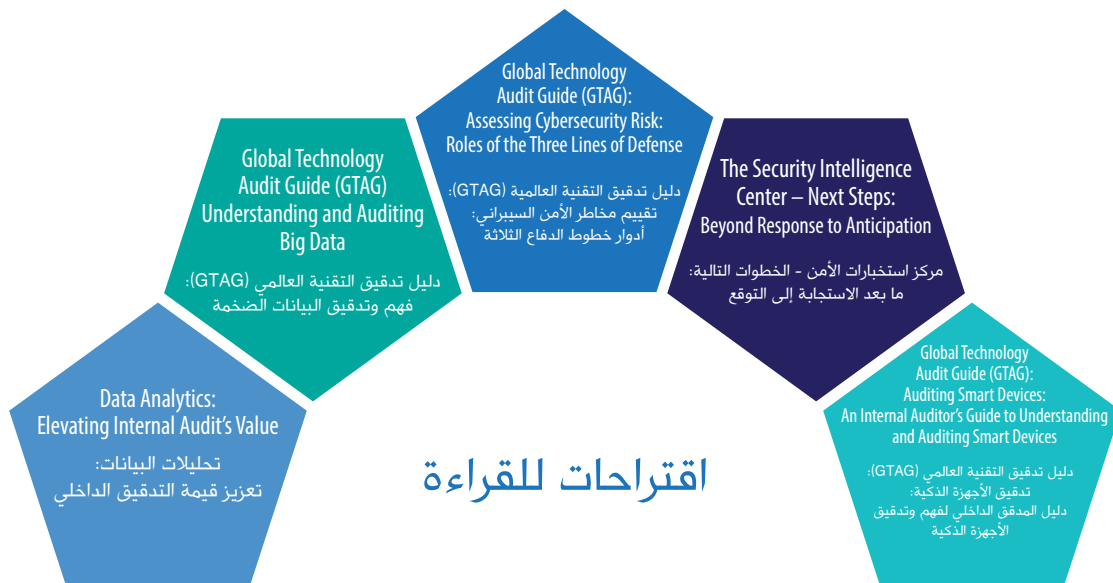 Global Technology
Audit Guide (GTAG):
Assessing Cybersecurity Risk:
Roles of the Three Lines of Defense
دليل تدقيق التقنية العالمية (GTAG):
تقييم مخاطر الأمن السيبراني:
أدوار خطوط الدفاع الثلاثة
Global Technology
Audit Guide (GTAG)
Understanding and Auditing
Big Data
دليل تدقيق التقنية العالمي (GTAG):
فهم وتدقيق البيانات الضخمة
The Security Intelligence
Center – Next Steps:
Beyond Response to Anticipation
مركز استخبارات الأمن - الخطوات التالية:
ما بعد الاستجابة إلى التوقع
Data Analytics:
Elevating Internal Audit's Value
تحليلات البيانات:
تعزيز قيمة التدقيق الداخلي
Global Technology
Audit Guide (GTAG):
Auditing Smart Devices:
An Internal Auditor's Guide to Understanding
and Auditing Smart Devices
دليل تدقيق التقنية العالمي (GTAG):
تدقيق الأجهزة الذكية:
دليل المدقق الداخلي لفهم وتدقيق
الأجهزة الذكية
اقتراحات للقراءة